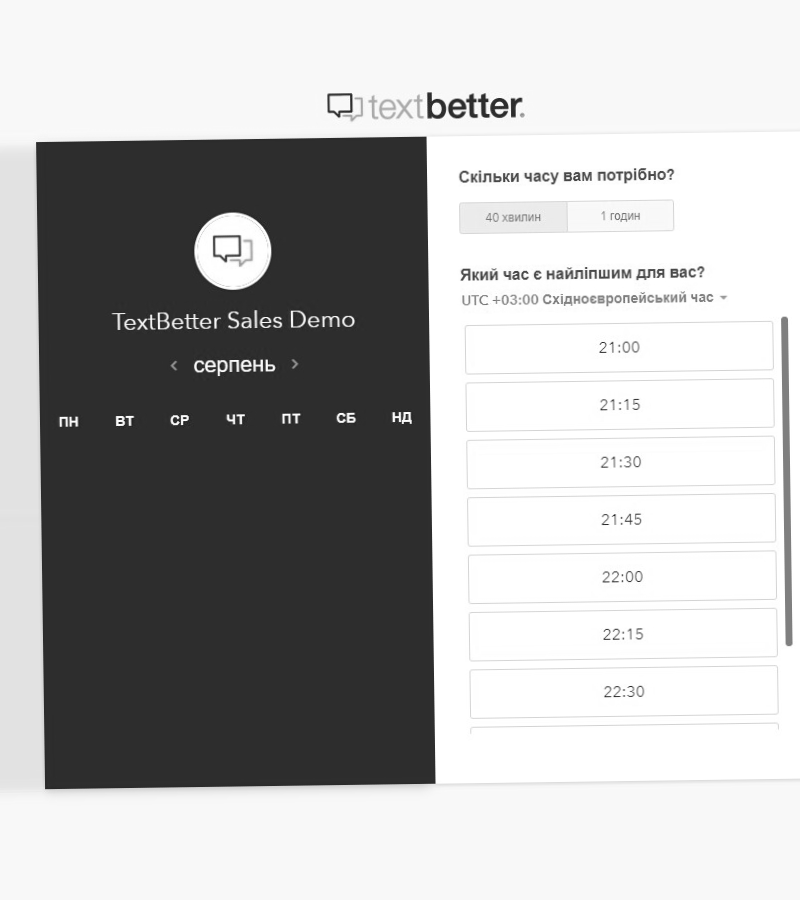 textbetter.
TextBetter Sales Demo
серпень
ПН ВТ СР ЧТ ПТ СБ НД
Скільки часу вам потрібно?
40 хвилин 1 годин
Який час є найліпшим для вас?
UTC +03:00 Східноєвропейський час
21:00
21:15
21:30
21:45
22:00
22:15
22:30